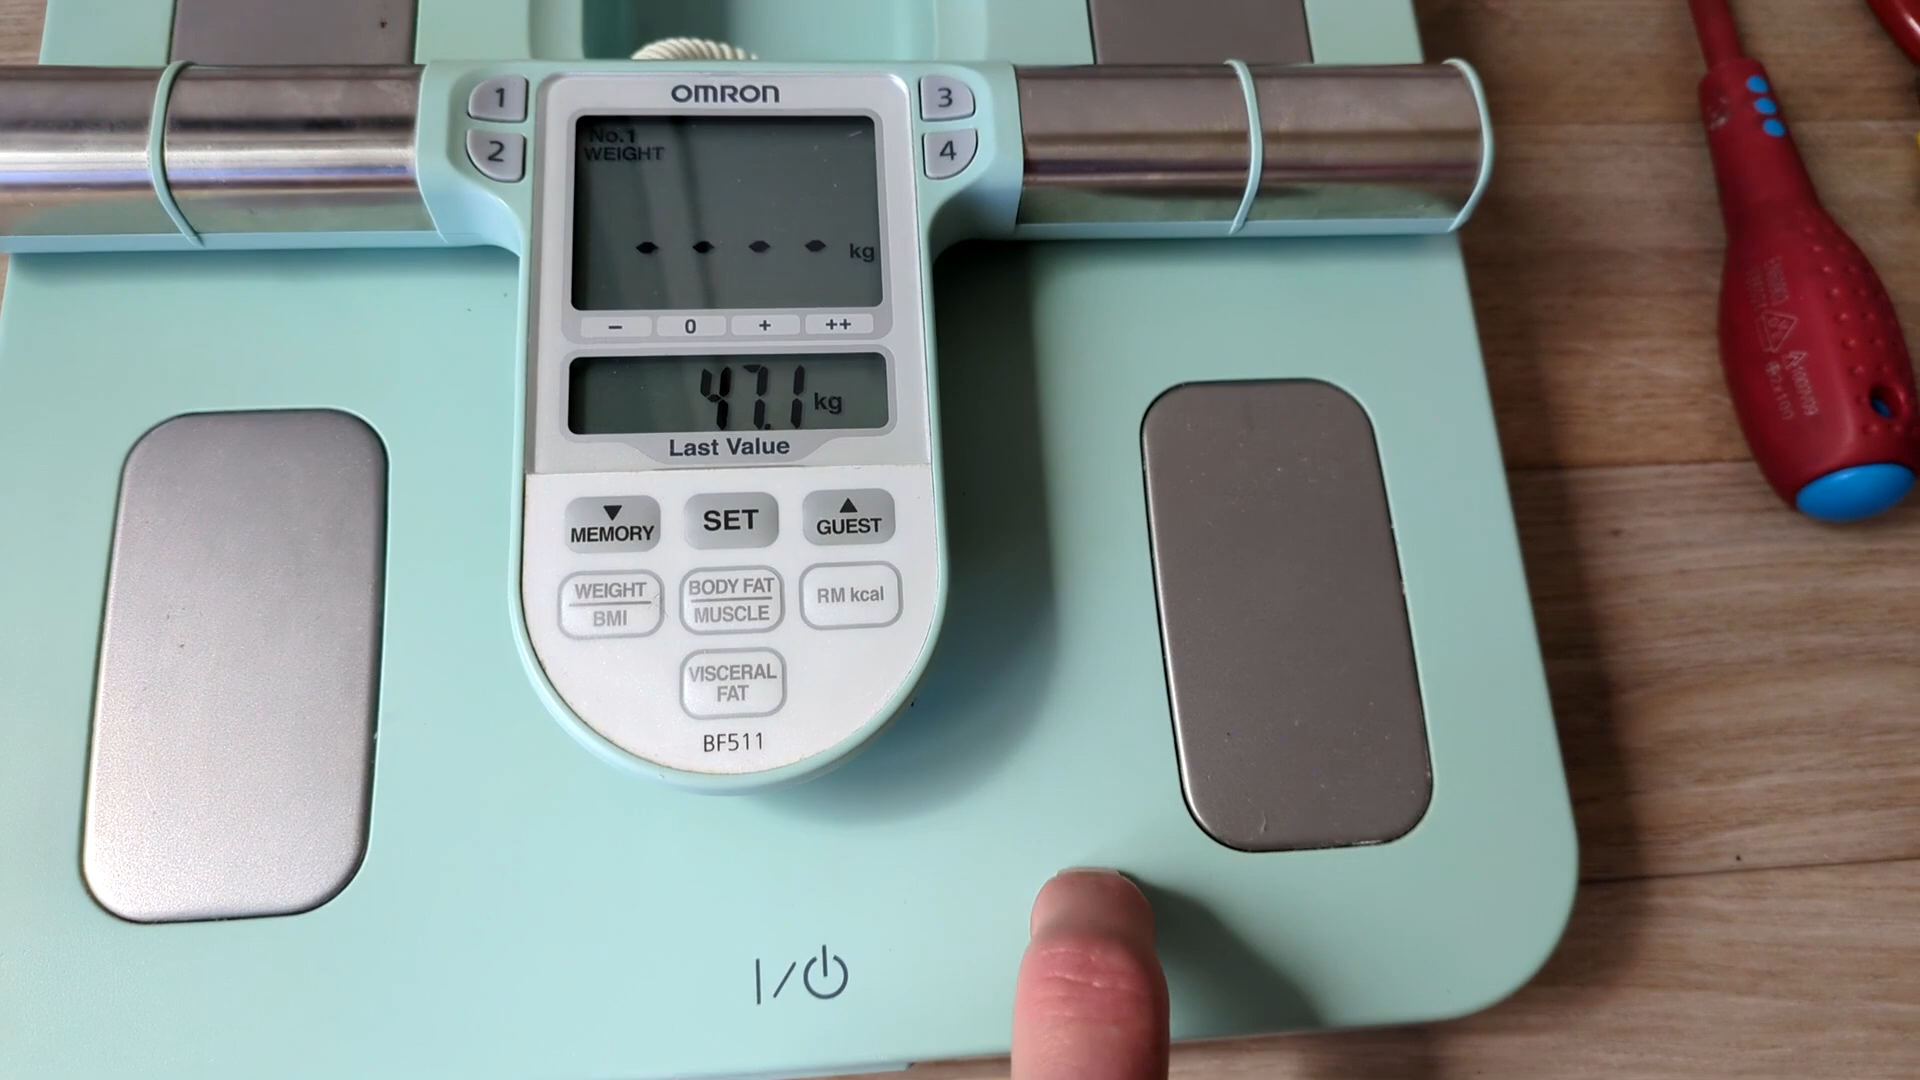 OMRON
1
2
3
4
No.1
WEIGHT
- - - - kg
− 0 + ++
47.1 kg
Last Value
▼ MEMORY
SET
▲ GUEST
WEIGHT
BMI
BODY FAT
MUSCLE
RM kcal
VISCERAL
FAT
BF511